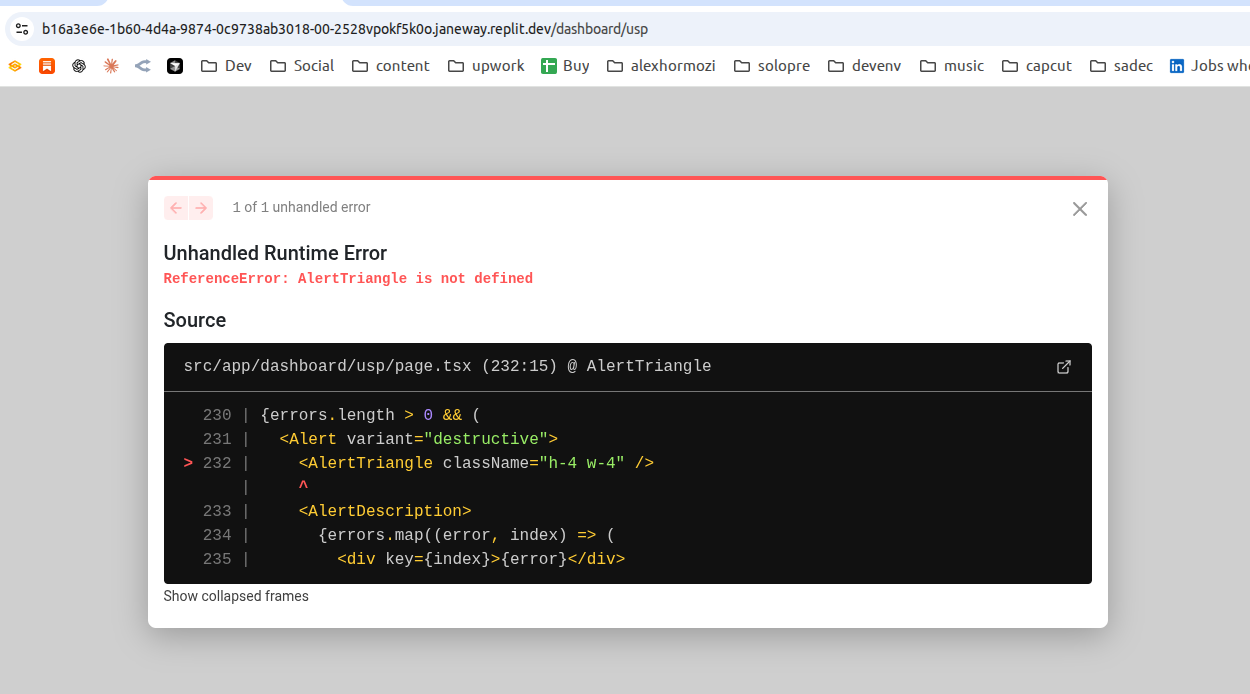 b16a3e6e-1b60-4d4a-9874-0c9738ab3018-00-2528vpokf5k0o.janeway.replit.dev/dashboard/usp
Dev Social content upwork Buy alexhormozi solopre devenv music capcut sadec Jobs whe
1 of 1 unhandled error
Unhandled Runtime Error
ReferenceError: AlertTriangle is not defined
Source
src/app/dashboard/usp/page.tsx (232:15) @ AlertTriangle
230 | {errors.length > 0 && (
231 |   <Alert variant="destructive">
> 232 |     <AlertTriangle className="h-4 w-4" />
|     ^
233 |     <AlertDescription>
234 |       {errors.map((error, index) => (
235 |         <div key={index}>{error}</div>
Show collapsed frames